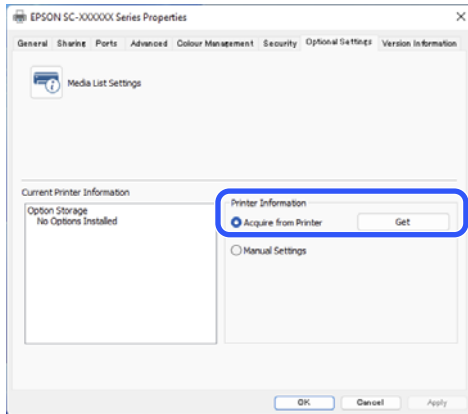 EPSON SC-XXXXXX Series Properties
General Sharing Ports Advanced Colour Management Security Optional Settings Version Information
Media List Settings
Current Printer Information
Option Storage
No Options Installed
Printer Information
Acquire from Printer Get
Manual Settings
OK Cancel Apply